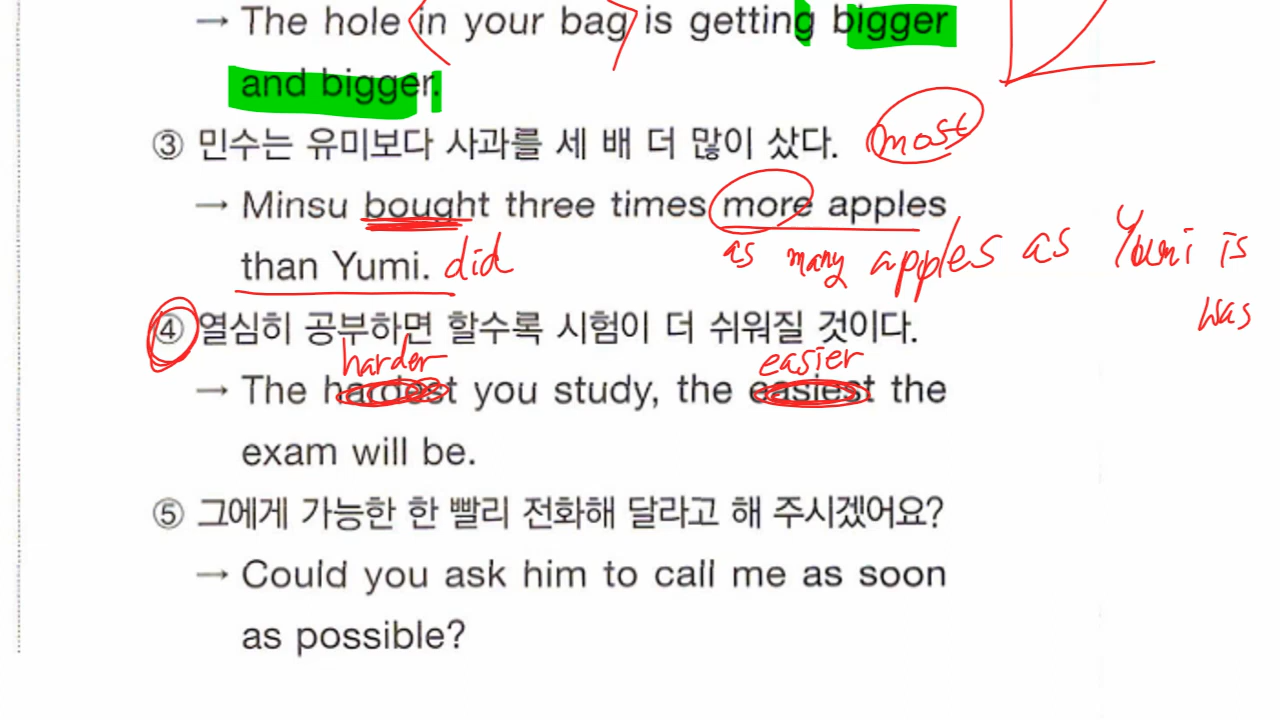 → The hole in your bag is getting bigger
and bigger.
③ 민수는 유미보다 사과를 세 배 더 많이 샀다. most
→ Minsu bought three times more apples
as many apples as Yumi is
than Yumi. did
was
④ 열심히 공부하면 할수록 시험이 더 쉬워질 것이다.
harder easier
→ The hardest you study, the easiest the
exam will be.
⑤ 그에게 가능한 한 빨리 전화해 달라고 해 주시겠어요?
→ Could you ask him to call me as soon
as possible?